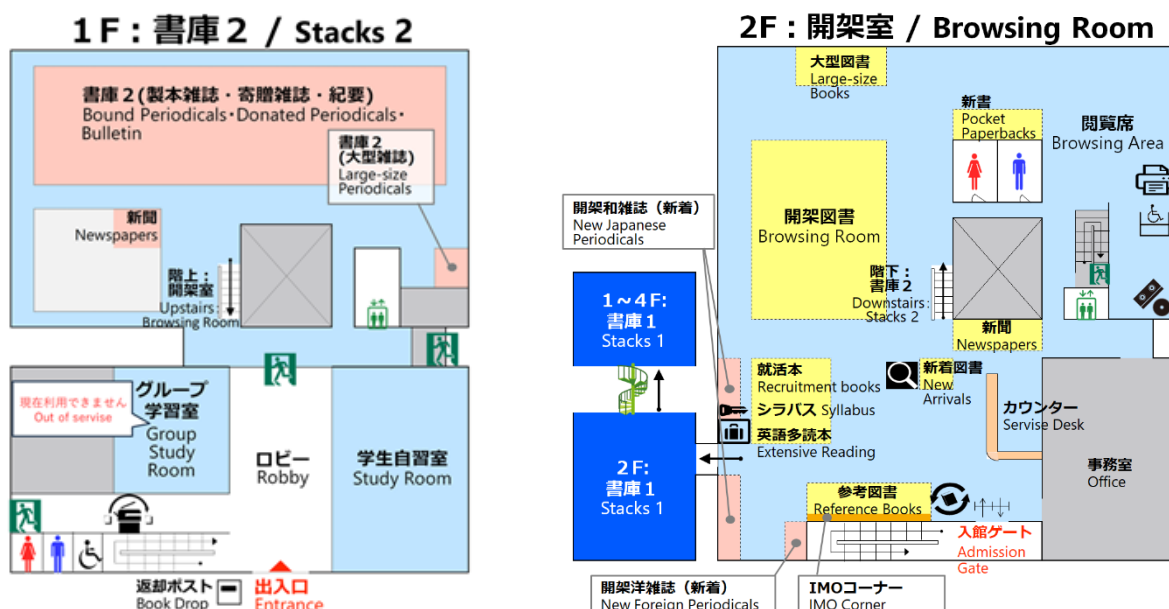 1F：書庫２ / Stacks 2
書庫２(製本雑誌・寄贈雑誌・紀要)
Bound Periodicals・Donated Periodicals・
Bulletin
書庫２
(大型雑誌)
Large-size
Periodicals
新聞
Newspapers
階上：
開架室
Upstairs:
Browsing Room
現在利用できません
Out of servise
グループ
学習室
Group
Study
Room
ロビー
Robby
学生自習室
Study Room
返却ポスト
Book Drop
出入口
Entrance
2F：開架室 / Browsing Room
大型図書
Large-size
Books
新書
Pocket
Paperbacks
閲覧席
Browsing Area
開架和雑誌（新着）
New Japanese
Periodicals
開架図書
Browsing Room
階下：
書庫２
Downstairs:
Stacks 2
新聞
Newspapers
1～4F:
書庫１
Stacks 1
就活本
Recruitment books
シラバス Syllabus
英語多読本
Extensive Reading
新着図書
New
Arrivals
カウンター
Servise Desk
2F:
書庫１
Stacks 1
事務室
Office
参考図書
Reference Books
入館ゲート
Admission
Gate
開架洋雑誌（新着）
New Foreign Periodicals
IMOコーナー
IMO Corner